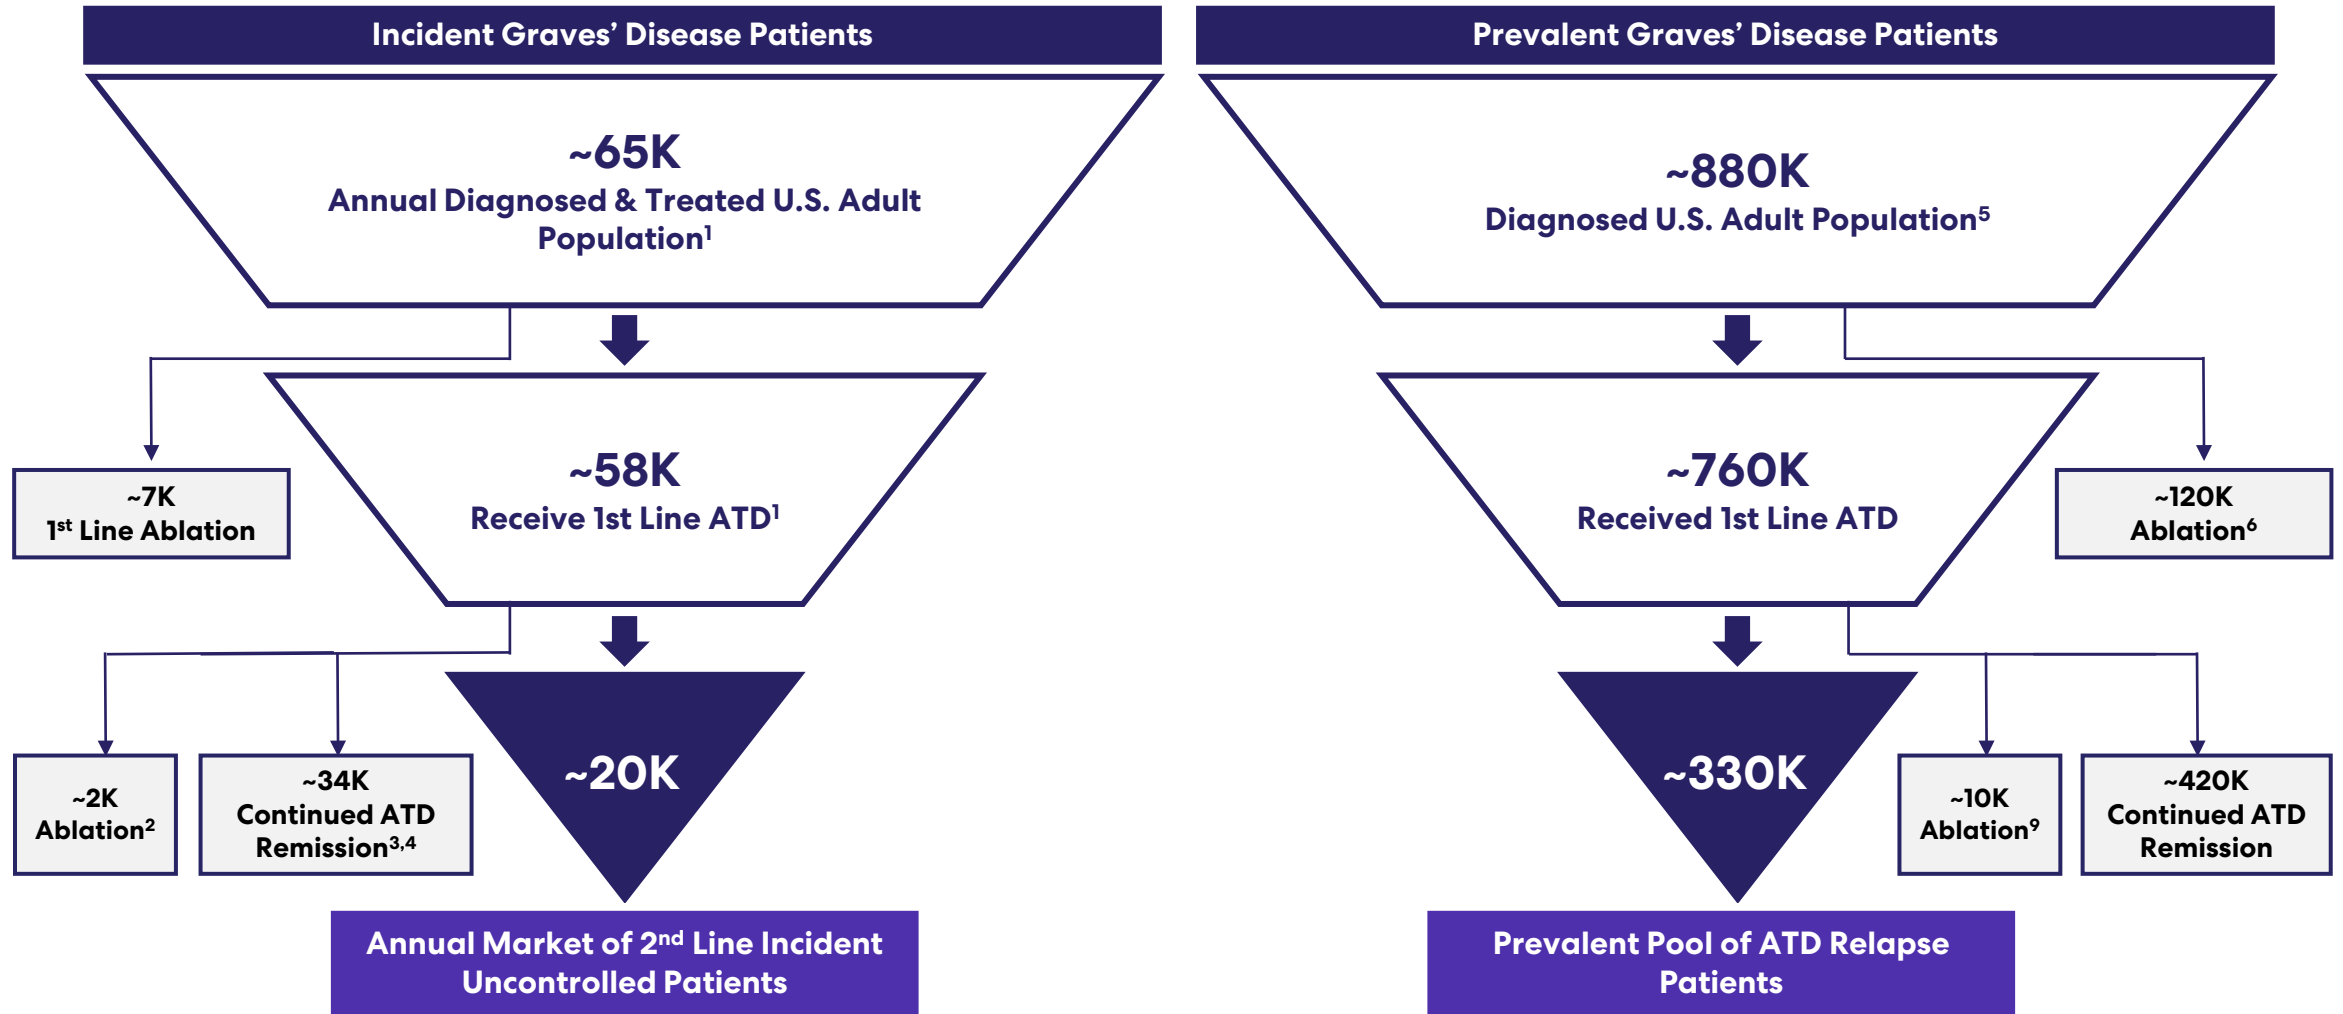 Incident Graves’ Disease Patients
~65K
Annual Diagnosed & Treated U.S. Adult
Population¹
~58K
Receive 1st Line ATD¹
~7K
1ˢᵗ Line Ablation
~2K
Ablation²
~34K
Continued ATD
Remission³,⁴
~20K
Annual Market of 2ⁿᵈ Line Incident
Uncontrolled Patients
Prevalent Graves’ Disease Patients
~880K
Diagnosed U.S. Adult Population⁵
~760K
Received 1st Line ATD
~120K
Ablation⁶
~330K
~10K
Ablation⁹
~420K
Continued ATD
Remission
Prevalent Pool of ATD Relapse
Patients